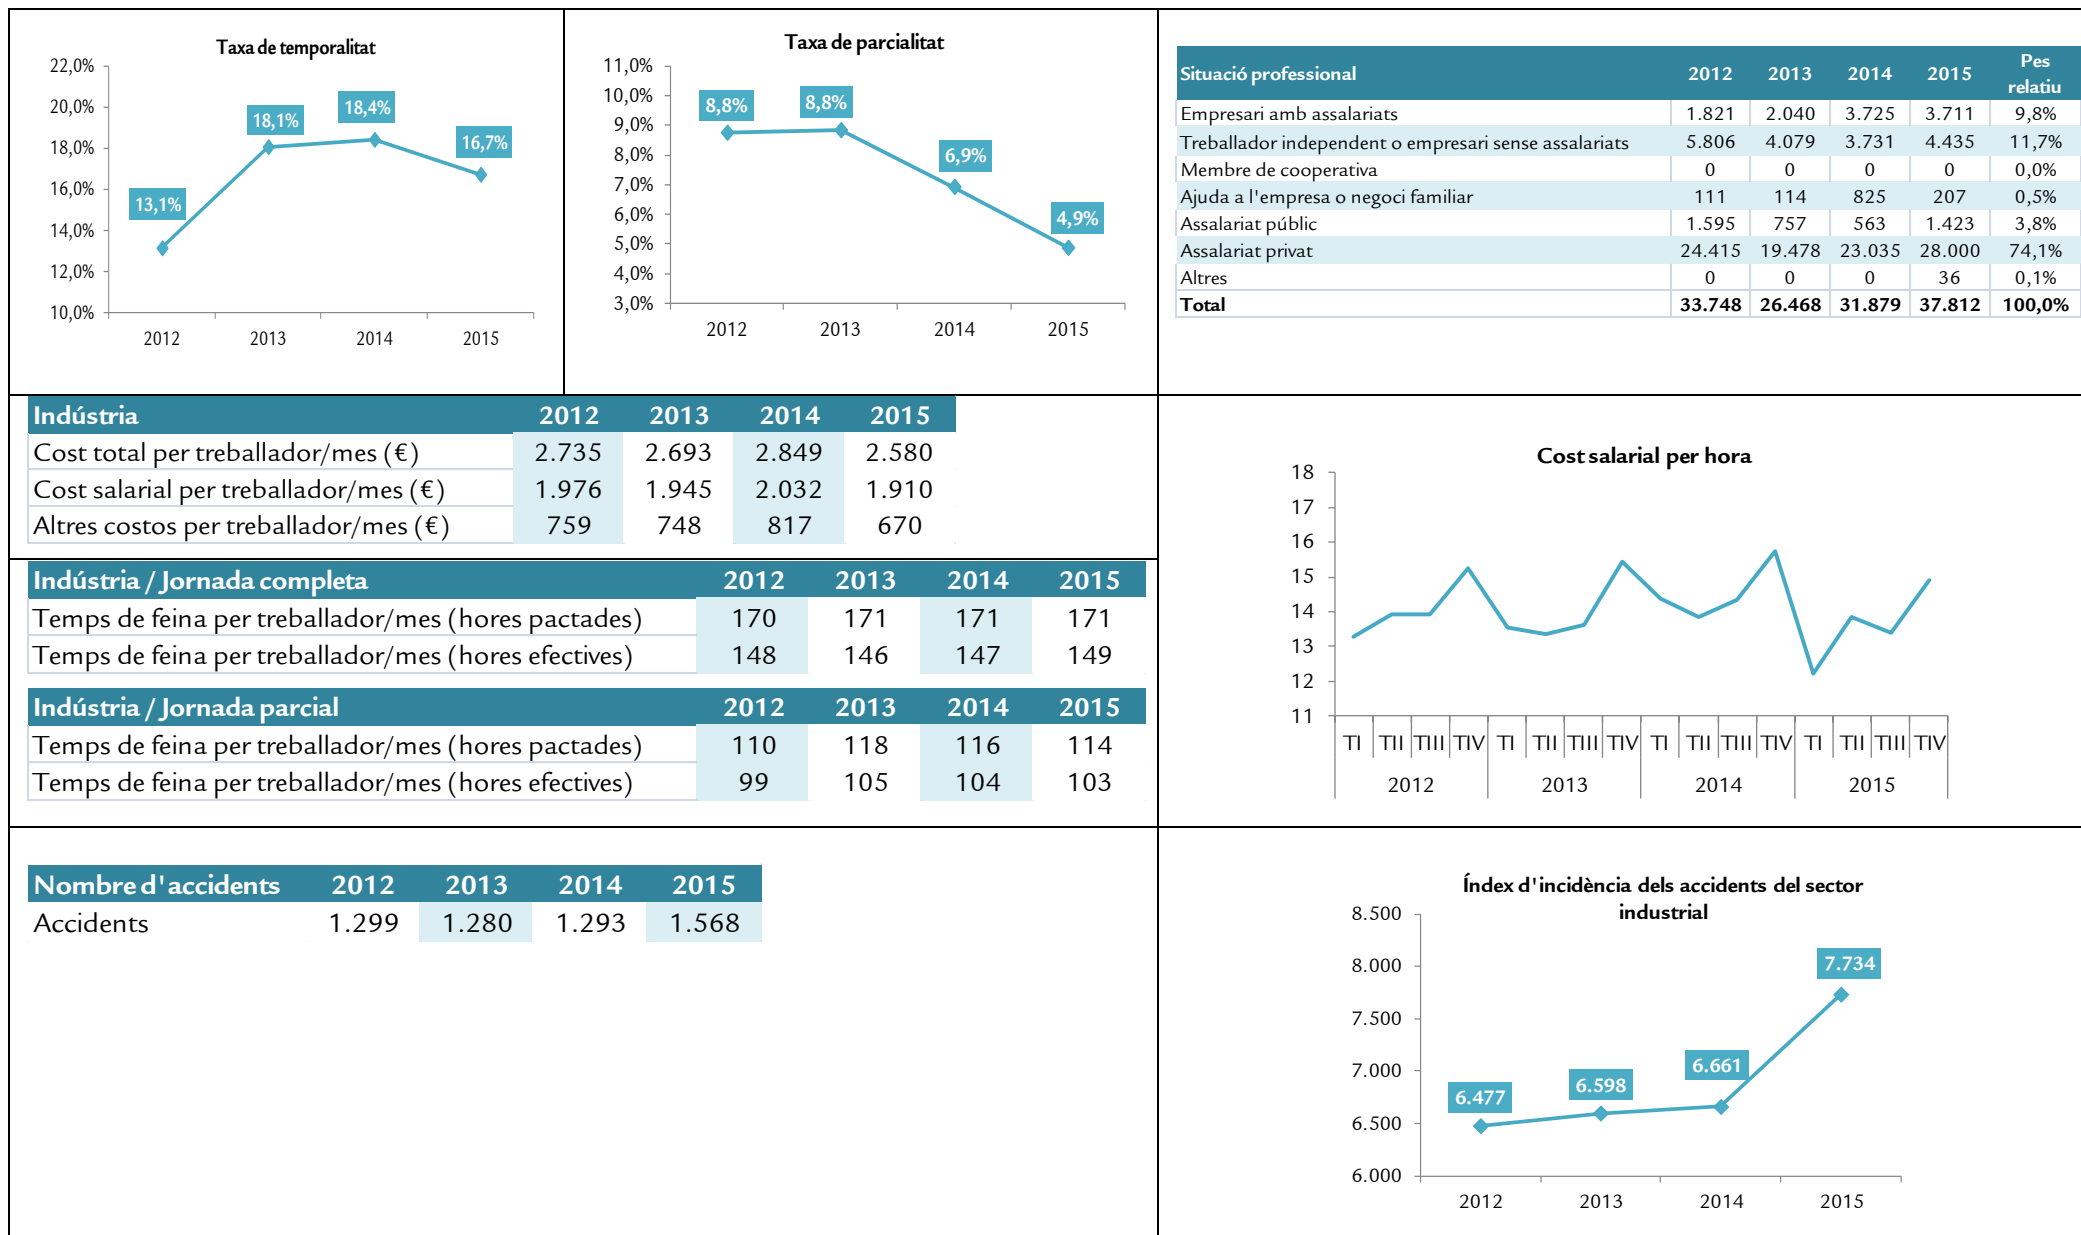 Taxa de temporalitat
22,0%
20,0%
18,0%
16,0%
14,0%
12,0%
10,0%
13,1%
18,1%
18,4%
16,7%
2012 2013 2014 2015
Taxa de parcialitat
11,0%
10,0%
9,0%
8,0%
7,0%
6,0%
5,0%
4,0%
3,0%
8,8%
8,8%
6,9%
4,9%
2012 2013 2014 2015
Situació professional 2012 2013 2014 2015 Pes relatiu
Empresari amb assalariats 1.821 2.040 3.725 3.711 9,8%
Treballador independent o empresari sense assalariats 5.806 4.079 3.731 4.435 11,7%
Membre de cooperativa 0 0 0 0 0,0%
Ajuda a l'empresa o negoci familiar 111 114 825 207 0,5%
Assalariat públic 1.595 757 563 1.423 3,8%
Assalariat privat 24.415 19.478 23.035 28.000 74,1%
Altres 0 0 0 36 0,1%
Total 33.748 26.468 31.879 37.812 100,0%
Indústria 2012 2013 2014 2015
Cost total per treballador/mes (€) 2.735 2.693 2.849 2.580
Cost salarial per treballador/mes (€) 1.976 1.945 2.032 1.910
Altres costos per treballador/mes (€) 759 748 817 670
Indústria / Jornada completa 2012 2013 2014 2015
Temps de feina per treballador/mes (hores pactades) 170 171 171 171
Temps de feina per treballador/mes (hores efectives) 148 146 147 149
Indústria / Jornada parcial 2012 2013 2014 2015
Temps de feina per treballador/mes (hores pactades) 110 118 116 114
Temps de feina per treballador/mes (hores efectives) 99 105 104 103
Cost salarial per hora
18
17
16
15
14
13
12
11
TI TII TIII TIV TI TII TIII TIV TI TII TIII TIV TI TII TIII TIV
2012 2013 2014 2015
Nombre d'accidents 2012 2013 2014 2015
Accidents 1.299 1.280 1.293 1.568
Índex d'incidència dels accidents del sector
industrial
8.500
8.000
7.500
7.000
6.500
6.000
6.477
6.598
6.661
7.734
2012 2013 2014 2015